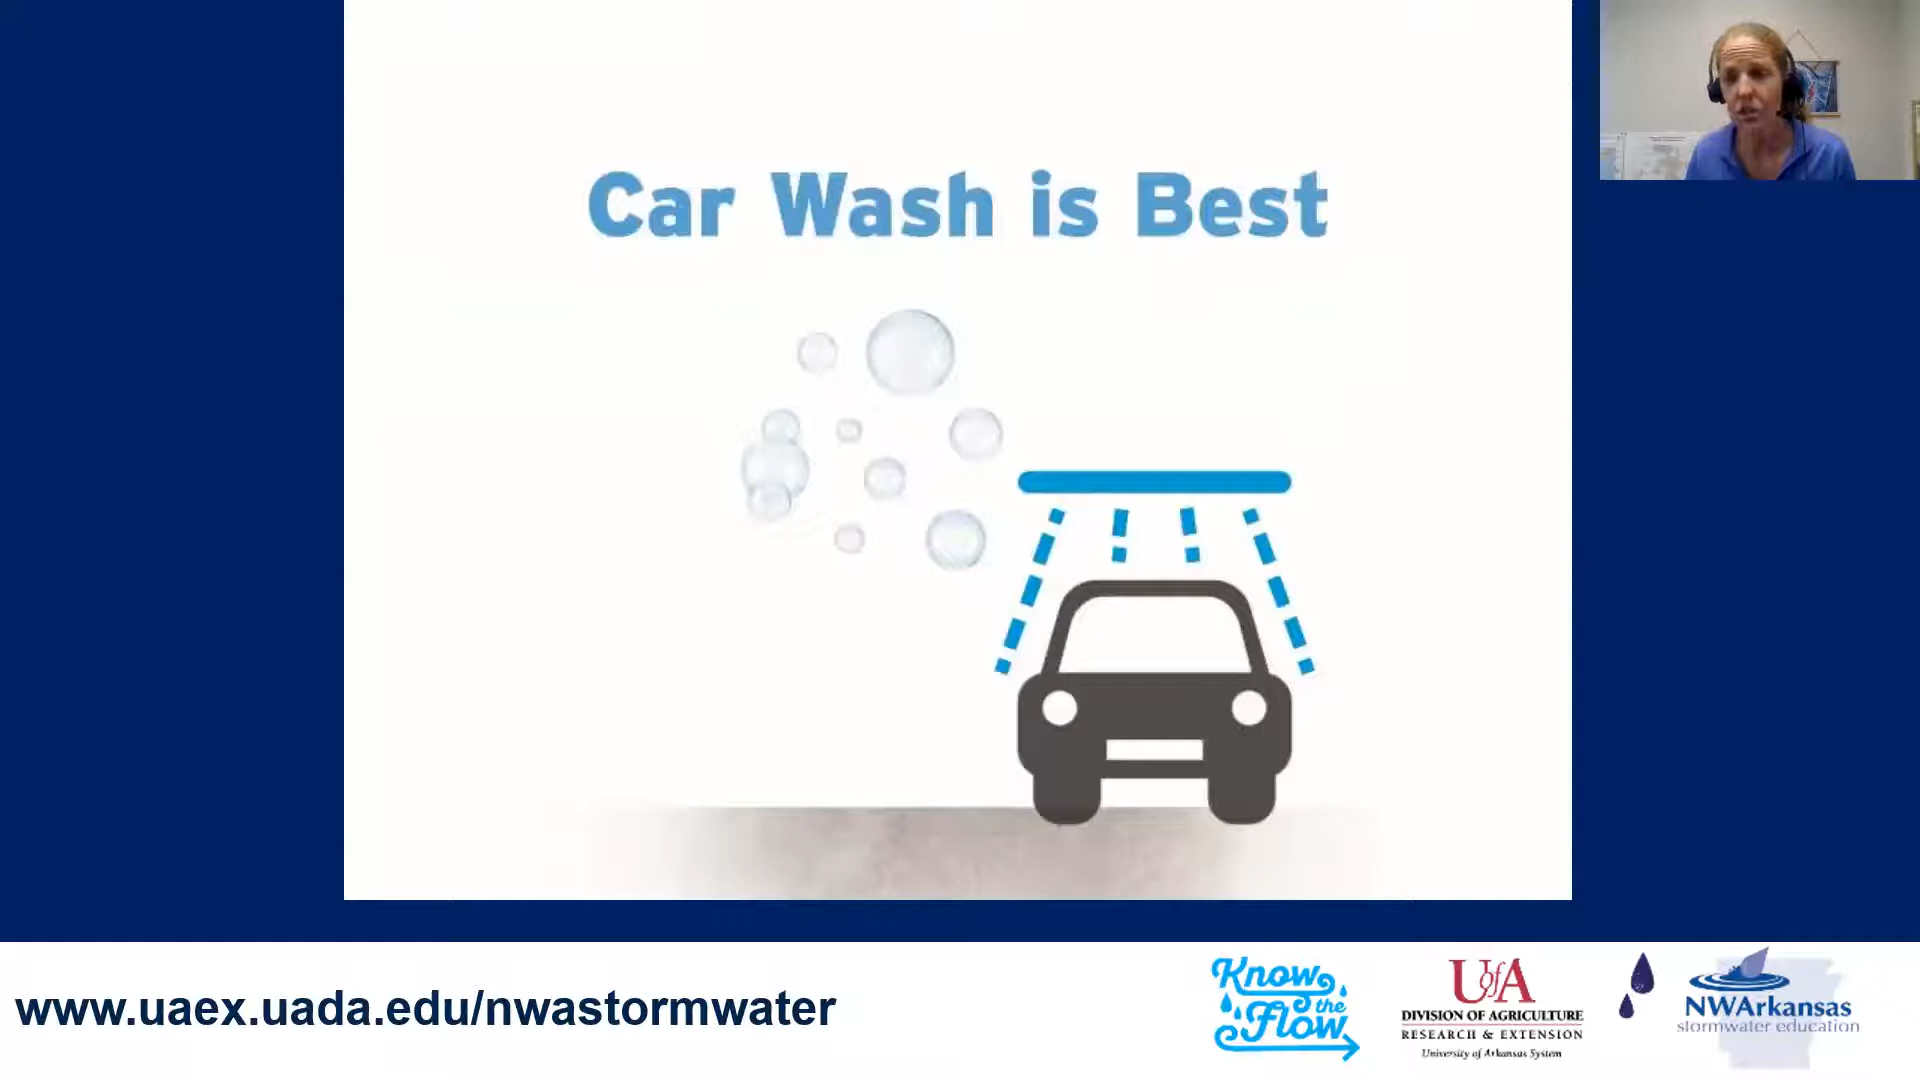 Car Wash is Best
www.uaex.uada.edu/nwastormwater
Know
the
Flow
UofA
DIVISION OF AGRICULTURE
RESEARCH & EXTENSION
University of Arkansas System
NWArkansas
stormwater education